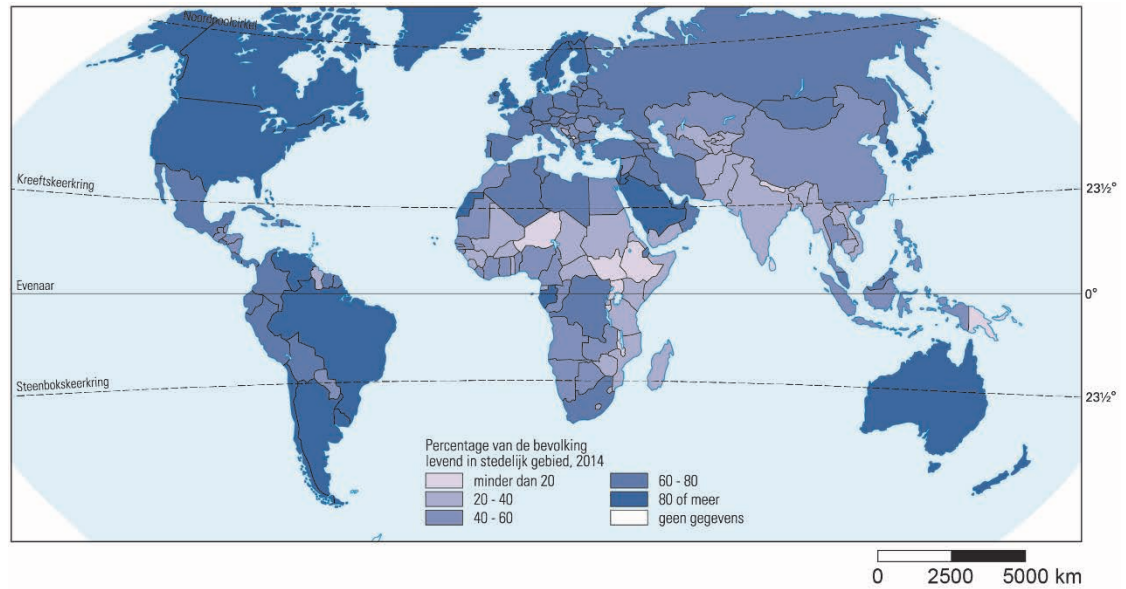 Noordpoolcirkel
Kreeftskeerkring
23½°
Evenaar
0°
Steenbokskeerkring
23½°
Percentage van de bevolking
levend in stedelijk gebied, 2014
minder dan 20
20 - 40
40 - 60
60 - 80
80 of meer
geen gegevens
0 2500 5000 km